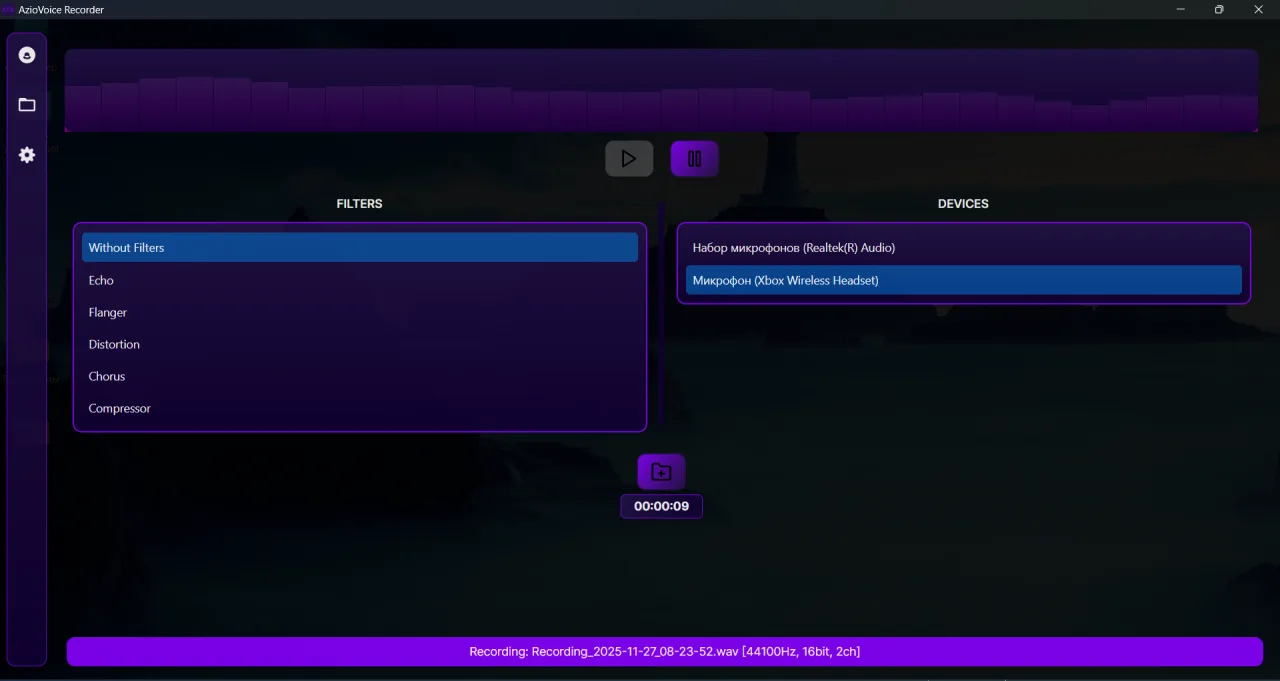 AzioVoice Recorder
FILTERS
Without Filters
Echo
Flanger
Distortion
Chorus
Compressor
DEVICES
Набор микрофонов (Realtek(R) Audio)
Микрофон (Xbox Wireless Headset)
00:00:09
Recording: Recording_2025-11-27_08-23-52.wav [44100Hz, 16bit, 2ch]